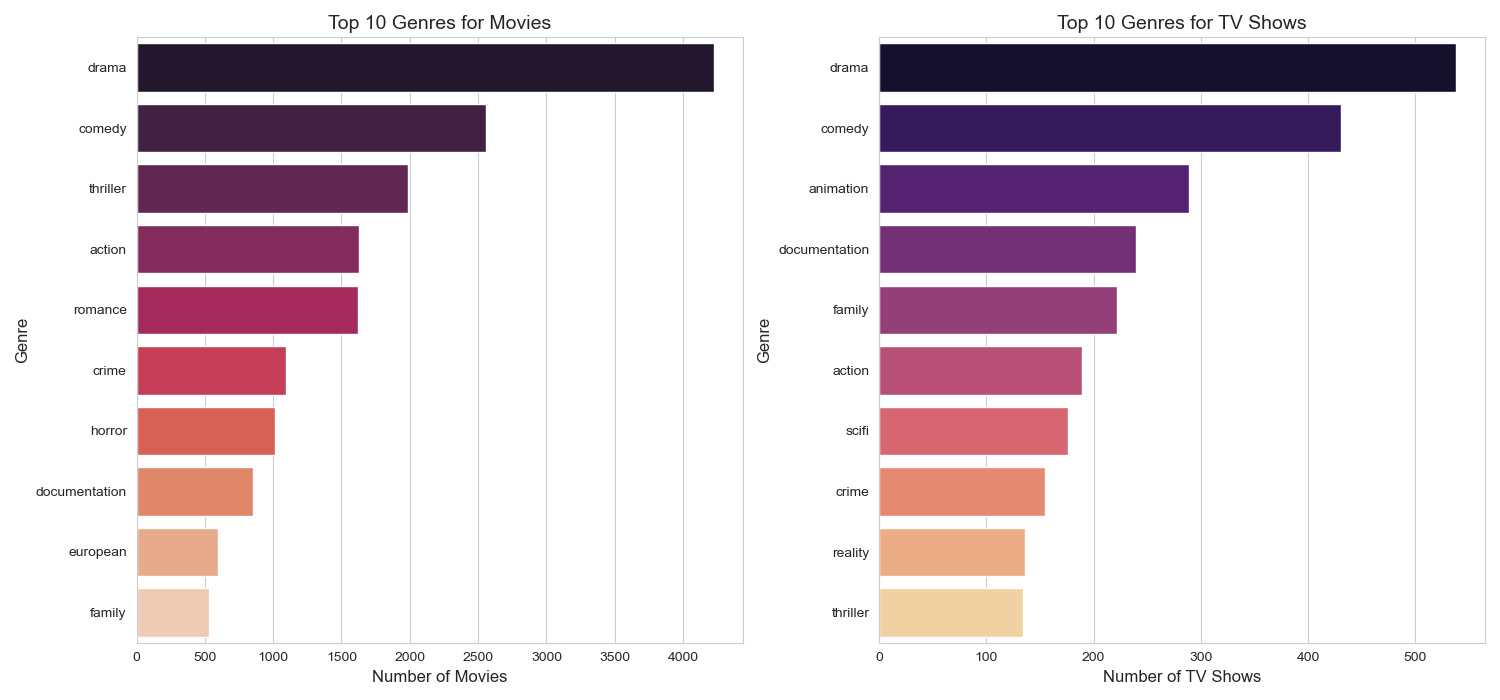 Top 10 Genres for Movies
drama
comedy
thriller
action
romance
crime
horror
documentation
european
family
Genre
0 500 1000 1500 2000 2500 3000 3500 4000
Number of Movies
Top 10 Genres for TV Shows
drama
comedy
animation
documentation
family
action
scifi
crime
reality
thriller
Genre
0 100 200 300 400 500
Number of TV Shows